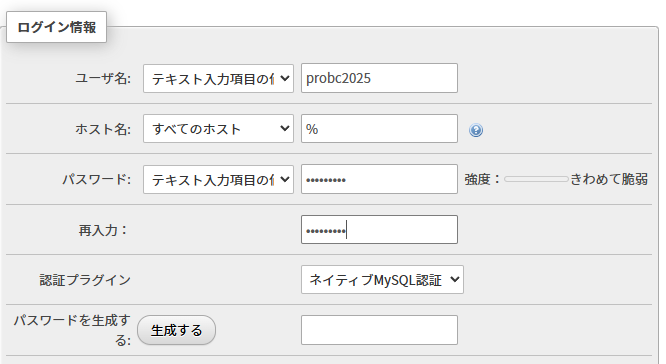 ログイン情報
ユーザ名: テキスト入力項目の値 probc2025
ホスト名: すべてのホスト %
パスワード: テキスト入力項目の値 ••••••••• 強度： きわめて脆弱
再入力： •••••••••
認証プラグイン ネイティブMySQL認証
パスワードを生成す
る: 生成する